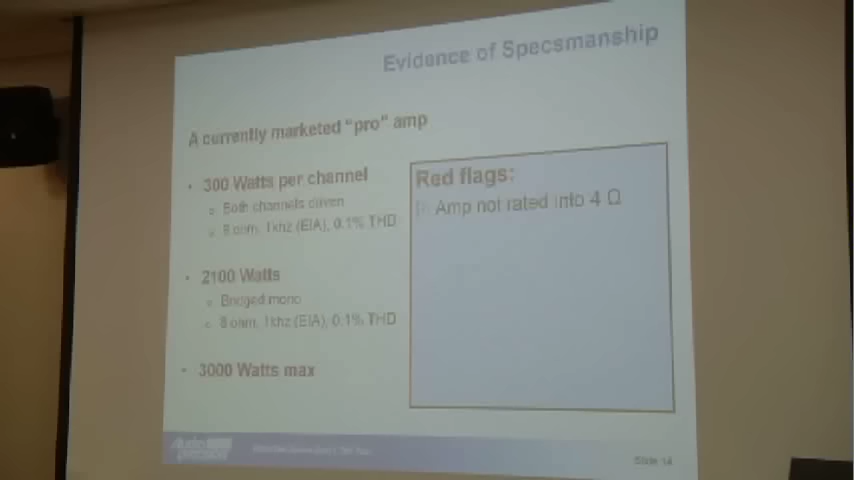 Evidence of Specsmanship
A currently marketed "pro" amp
• 300 Watts per channel
Both channels driven
8 ohm, 1khz (EIA), 0.1% THD
• 2100 Watts
Bridged mono
8 ohm, 1khz (EIA), 0.1% THD
• 3000 Watts max
Red flags:
Amp not rated into 4 Ω
Audio
precision
Slide 14